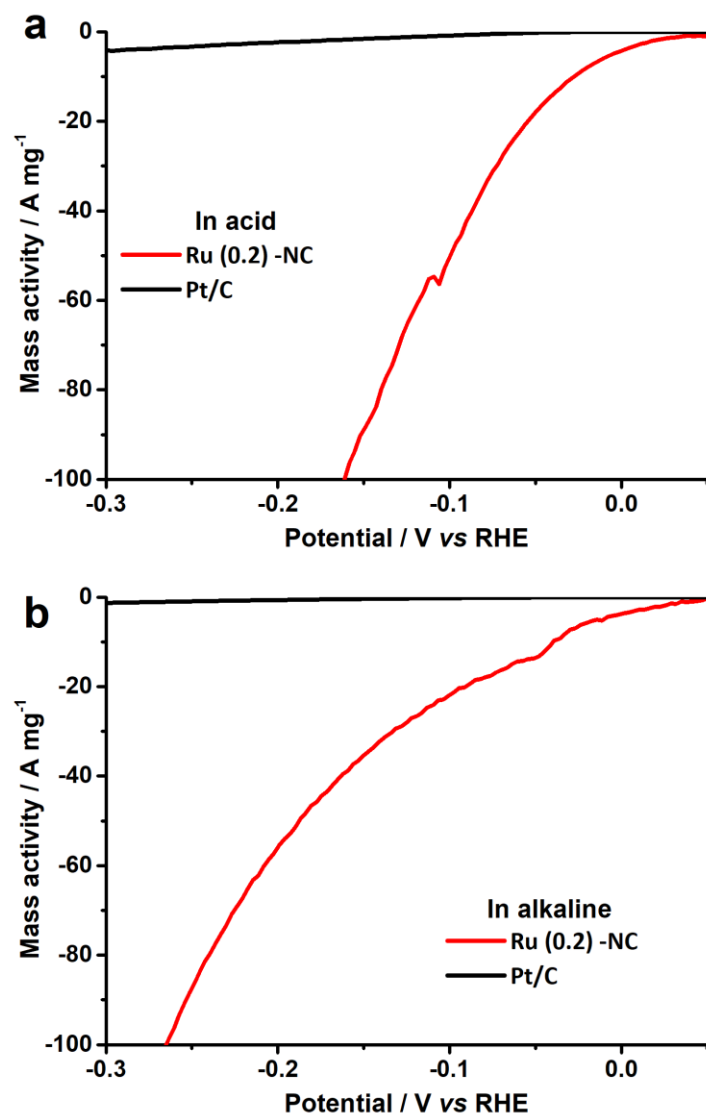 a
0
-20
-40
-60
-80
-100
Mass activity / A mg⁻¹
In acid
Ru (0.2) -NC
Pt/C
-0.3
-0.2
-0.1
0.0
Potential / V vs RHE
b
0
-20
-40
-60
-80
-100
Mass activity / A mg⁻¹
In alkaline
Ru (0.2) -NC
Pt/C
-0.3
-0.2
-0.1
0.0
Potential / V vs RHE